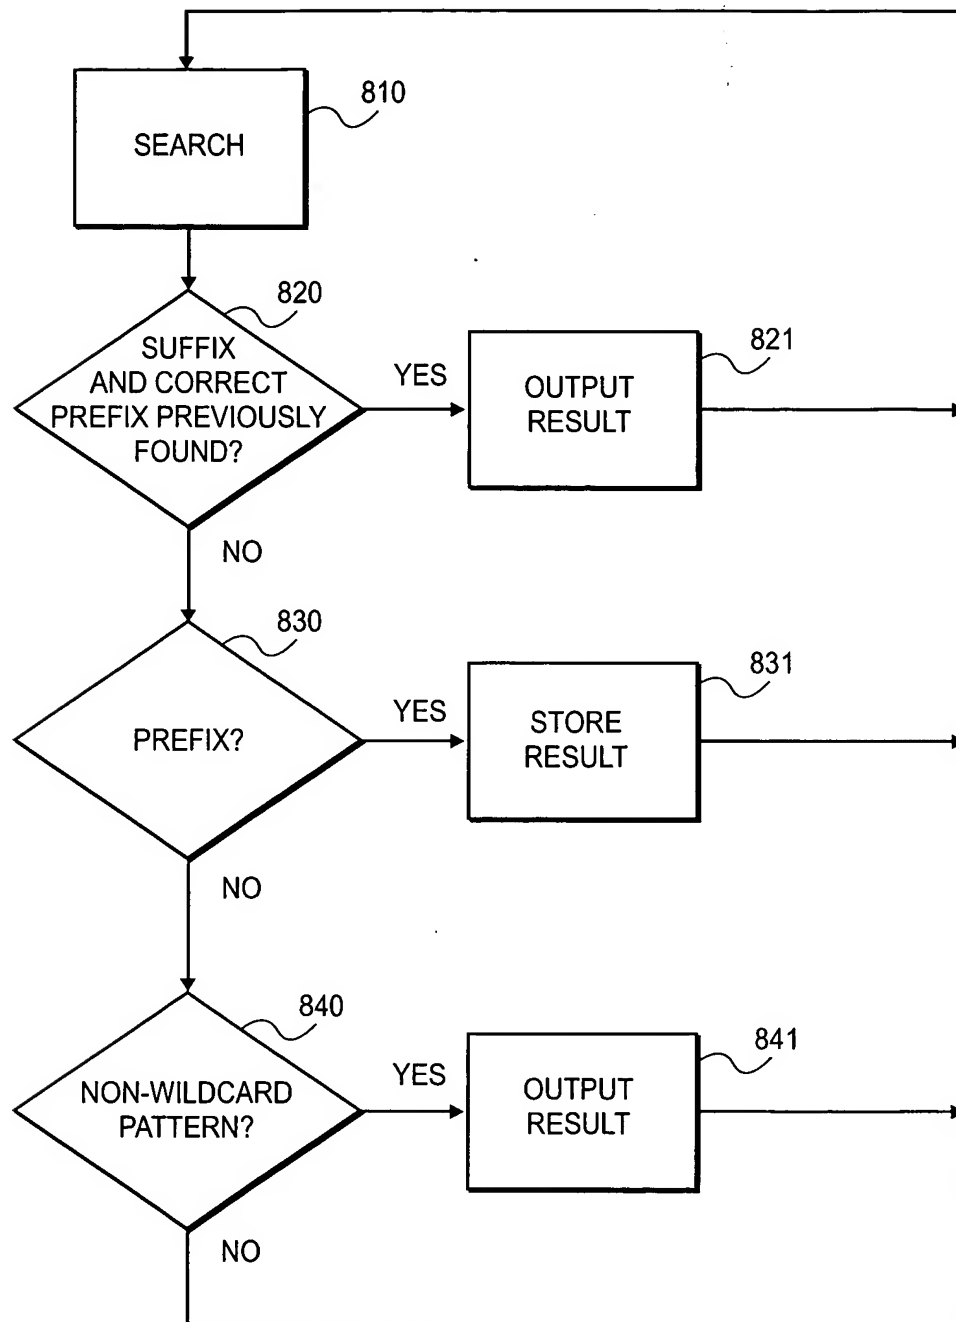 810
SEARCH
820
SUFFIX
AND CORRECT
PREFIX PREVIOUSLY
FOUND?
YES
821
OUTPUT
RESULT
NO
830
PREFIX?
YES
831
STORE
RESULT
NO
840
NON-WILDCARD
PATTERN?
YES
841
OUTPUT
RESULT
NO